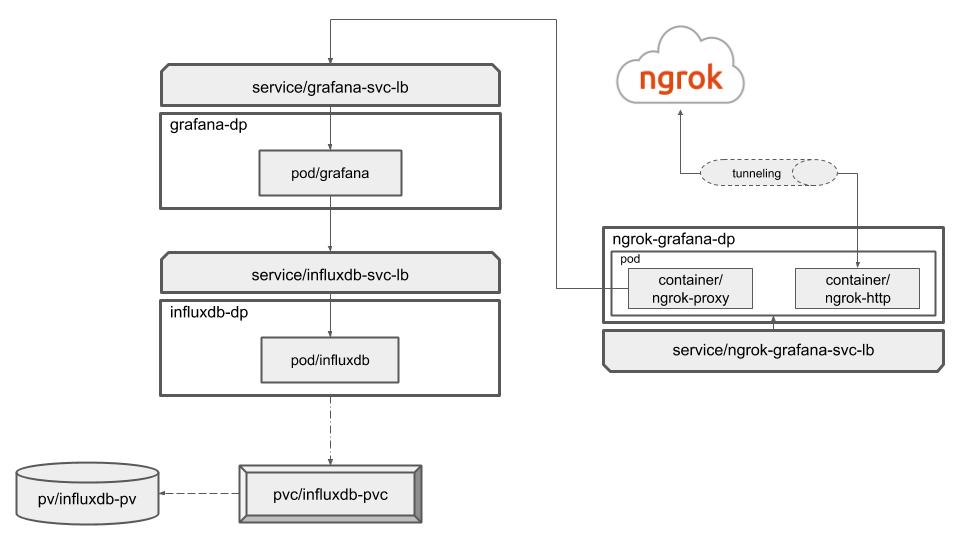 service/grafana-svc-lb
grafana-dp
pod/grafana
service/influxdb-svc-lb
influxdb-dp
pod/influxdb
pvc/influxdb-pvc
pv/influxdb-pv
ngrok
tunneling
ngrok-grafana-dp
pod
container/
ngrok-proxy
container/
ngrok-http
service/ngrok-grafana-svc-lb